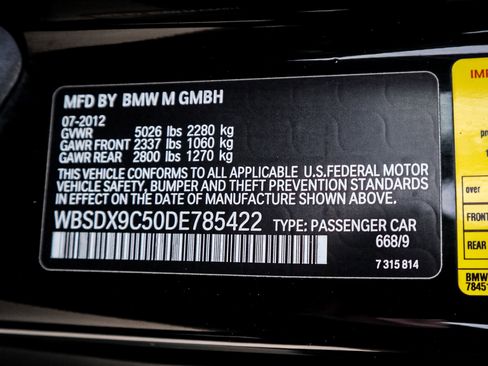 MFD BY BMW M GMBH
07-2012
GVWR 5026 lbs 2280 kg
GAWR FRONT 2337 lbs 1060 kg
GAWR REAR 2800 lbs 1270 kg
THIS VEHICLE CONFORMS TO ALL APPLICABLE U.S.FEDERAL MOTOR
VEHICLE SAFETY, BUMPER AND THEFT PREVENTION STANDARDS
IN EFFECT ON THE DATE OF MANUFACTURE SHOWN ABOVE.
WBSDX9C50DE785422 TYPE: PASSENGER CAR
668/9
7 315 814
over
FRONT
REAR
BMW